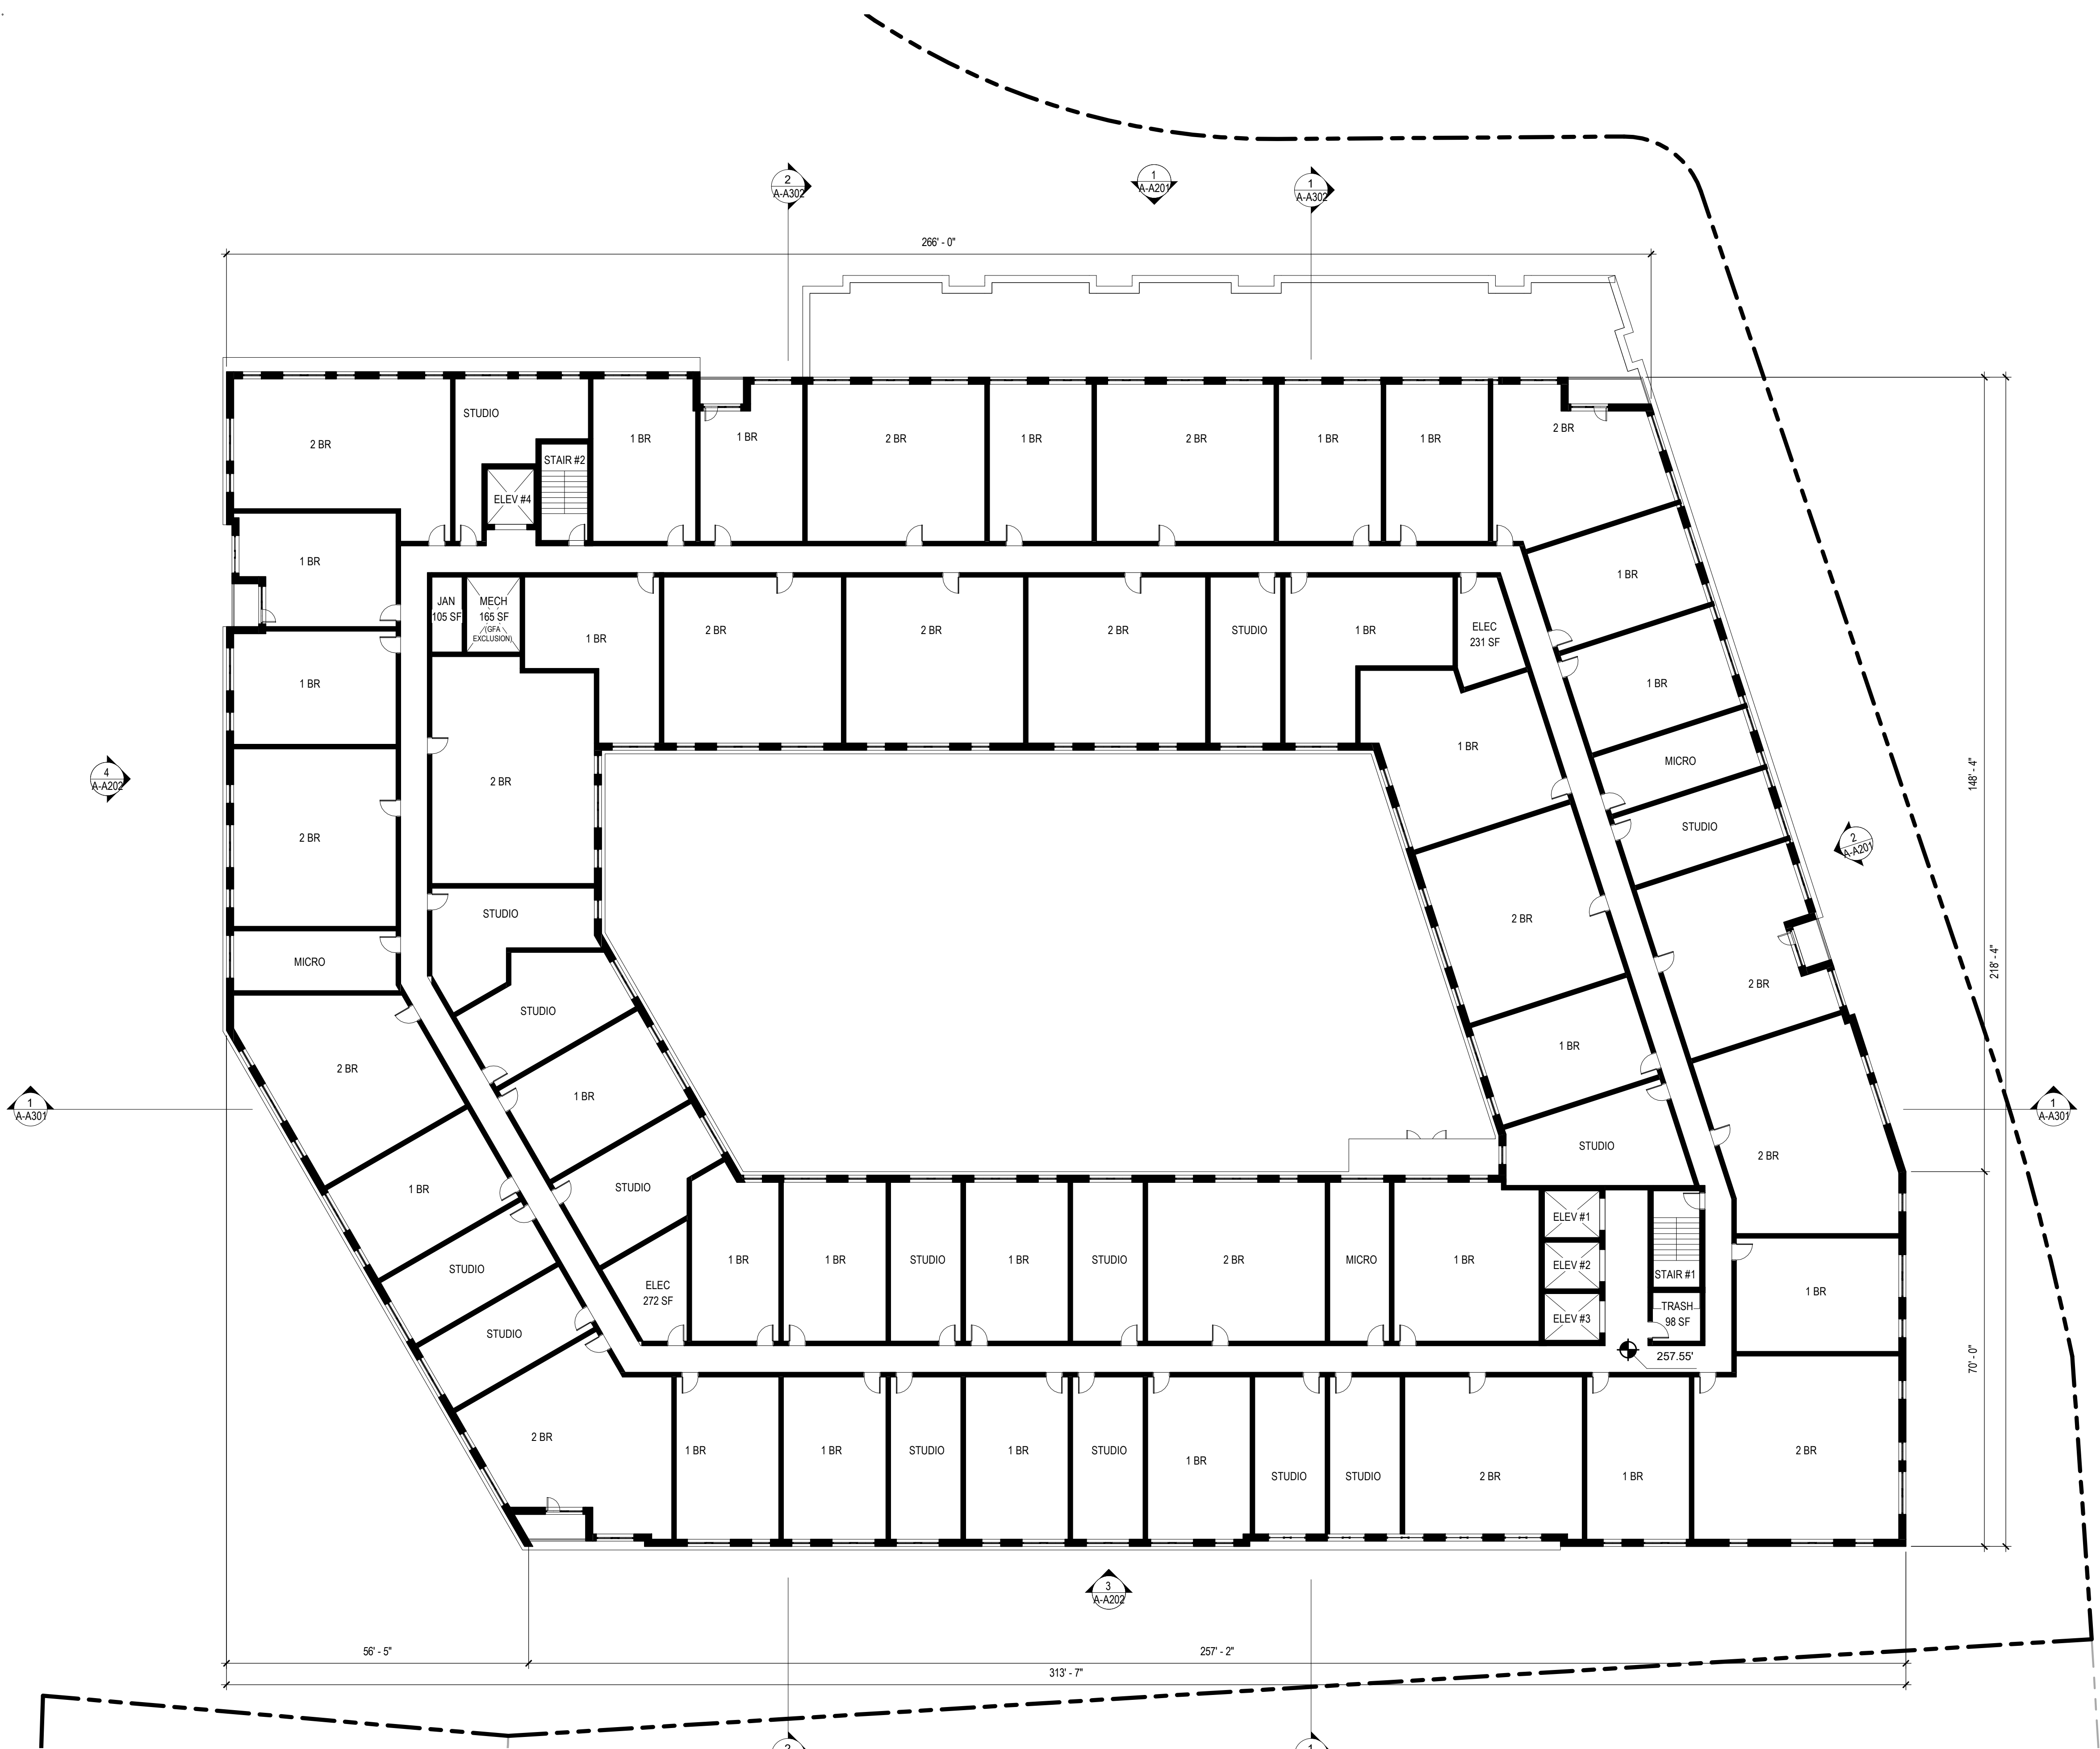 2
A-A302
1
A-A201
1
A-A302
266' - 0"
STUDIO
2 BR
1 BR
1 BR
2 BR
1 BR
2 BR
1 BR
1 BR
2 BR
STAIR #2
ELEV #4
1 BR
1 BR
JAN
105 SF
MECH
165 SF
(GFA
EXCLUSION)
1 BR
2 BR
2 BR
2 BR
STUDIO
1 BR
ELEC
231 SF
1 BR
1 BR
1 BR
MICRO
4
A-A202
2 BR
2 BR
148' - 4"
STUDIO
2
A-A201
2 BR
STUDIO
MICRO
218' - 4"
2 BR
STUDIO
1 BR
2 BR
1 BR
1
A-A301
1
A-A301
STUDIO
2 BR
1 BR
STUDIO
ELEV #1
1 BR
1 BR
STUDIO
1 BR
STUDIO
2 BR
MICRO
1 BR
ELEV #2
STAIR #1
STUDIO
ELEC
272 SF
1 BR
TRASH
98 SF
ELEV #3
STUDIO
257.55'
70' - 0"
2 BR
1 BR
1 BR
STUDIO
1 BR
STUDIO
1 BR
STUDIO
STUDIO
2 BR
1 BR
2 BR
3
A-A202
56' - 5"
257' - 2"
313' - 7"
2
1